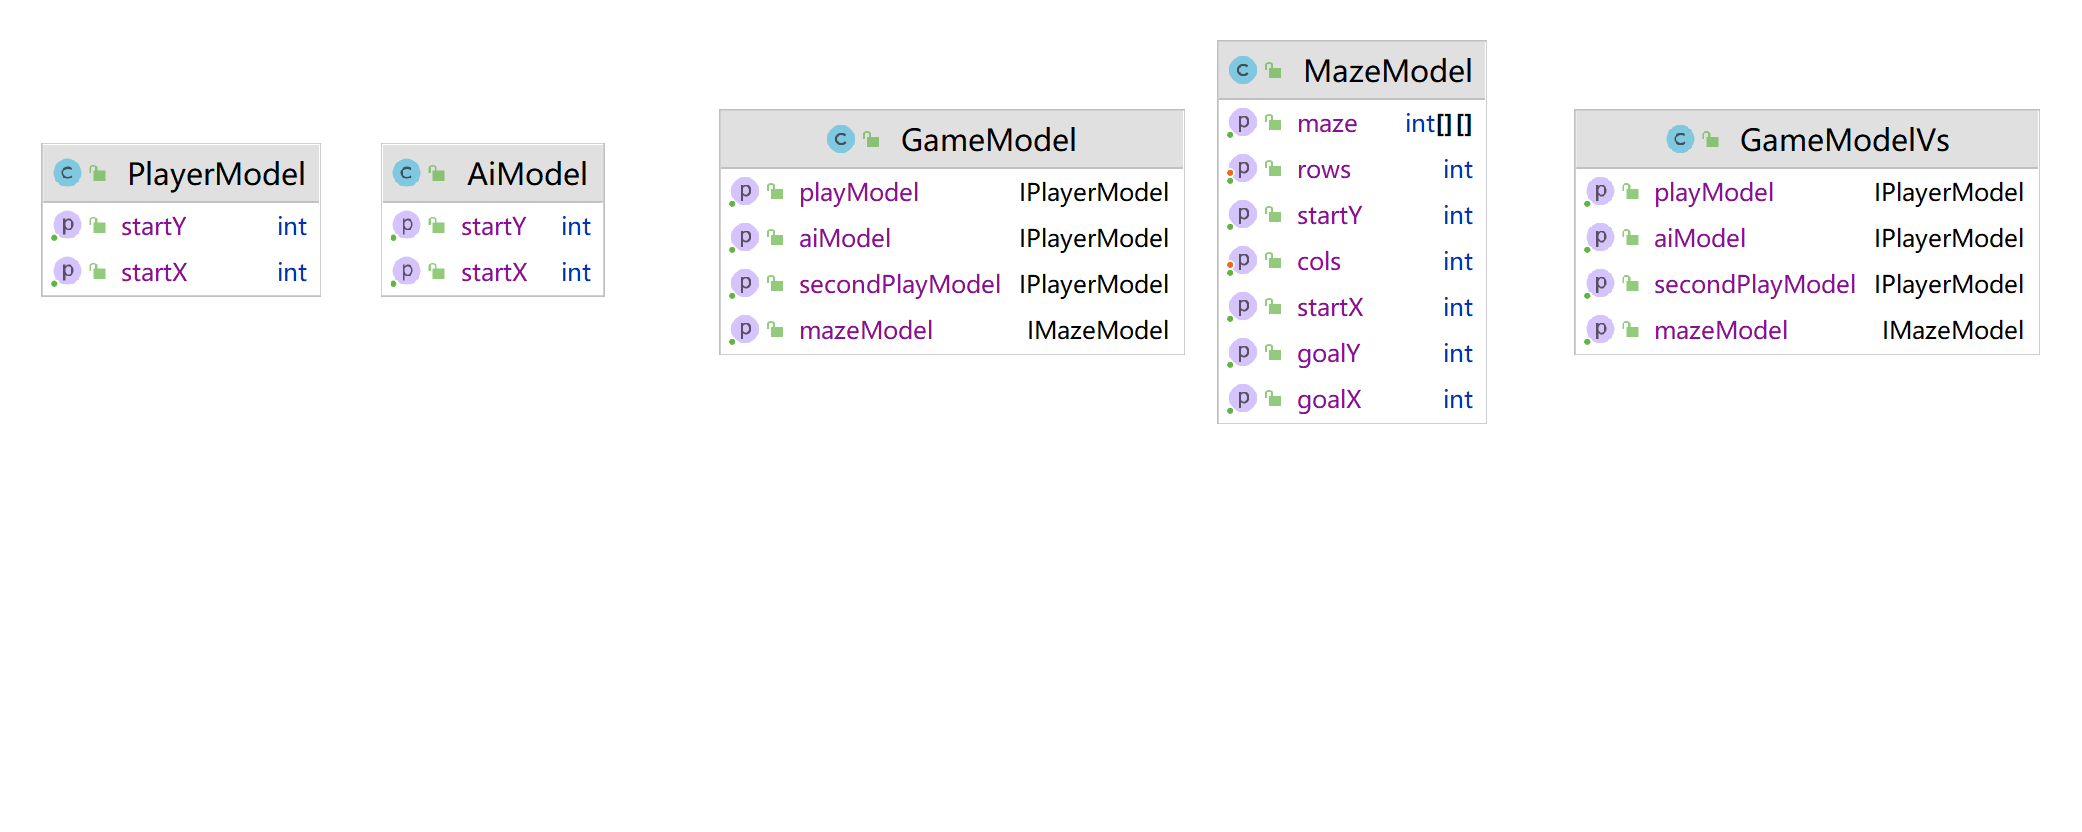 PlayerModel
startY int
startX int
AiModel
startY int
startX int
GameModel
playModel IPlayerModel
aiModel IPlayerModel
secondPlayModel IPlayerModel
mazeModel IMazeModel
MazeModel
maze int[][]
rows int
startY int
cols int
startX int
goalY int
goalX int
GameModelVs
playModel IPlayerModel
aiModel IPlayerModel
secondPlayModel IPlayerModel
mazeModel IMazeModel